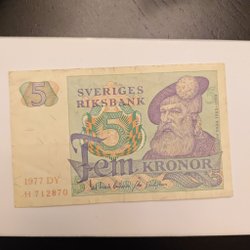 SVERIGES
RIKSBANK
5
5
Fem KRONOR
1977 DY
H 712870